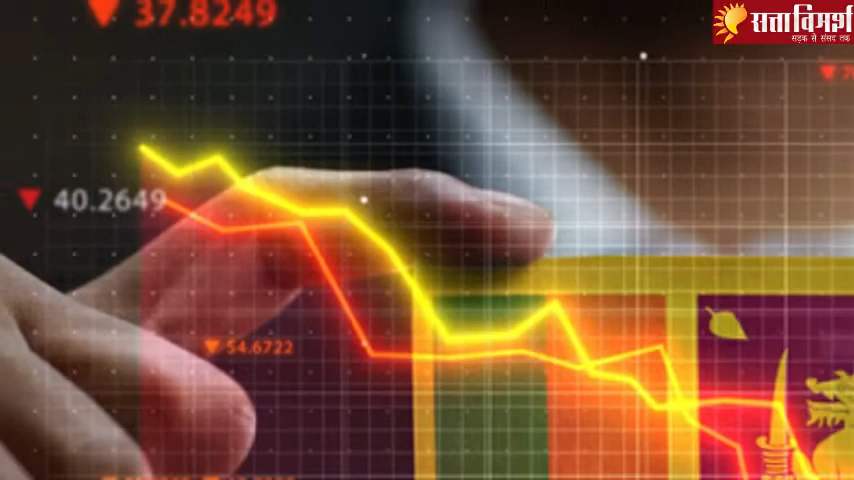 37.8249
सत्ता विमर्श
सड़क से संसद तक
40.2649
54.6722